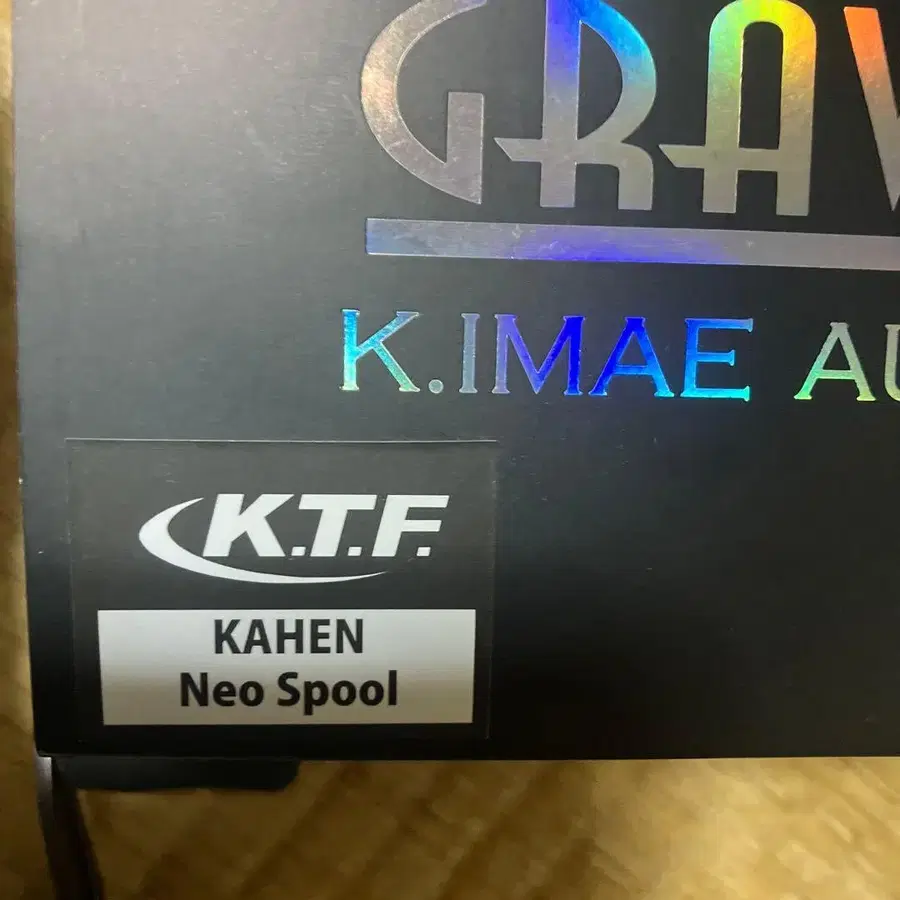 GRAV
K.IMAE AU
K.T.F.
KAHEN
Neo Spool